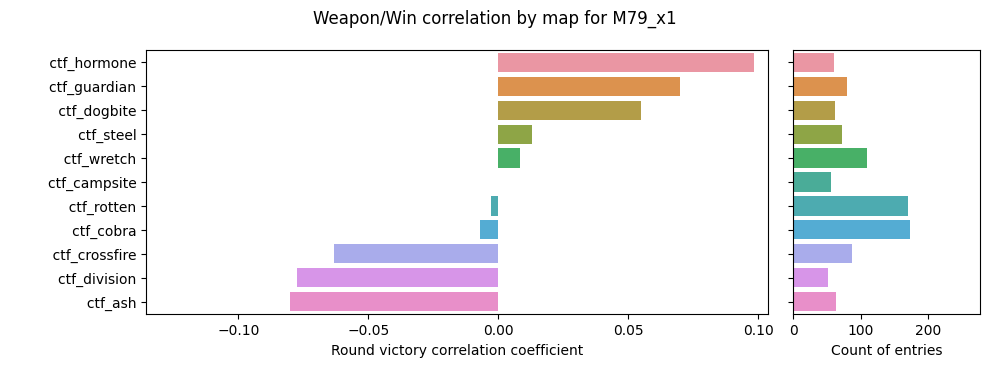 Weapon/Win correlation by map for M79_x1
ctf_hormone
ctf_guardian
ctf_dogbite
ctf_steel
ctf_wretch
ctf_campsite
ctf_rotten
ctf_cobra
ctf_crossfire
ctf_division
ctf_ash
−0.10 −0.05 0.00 0.05 0.10
Round victory correlation coefficient
0 100 200
Count of entries